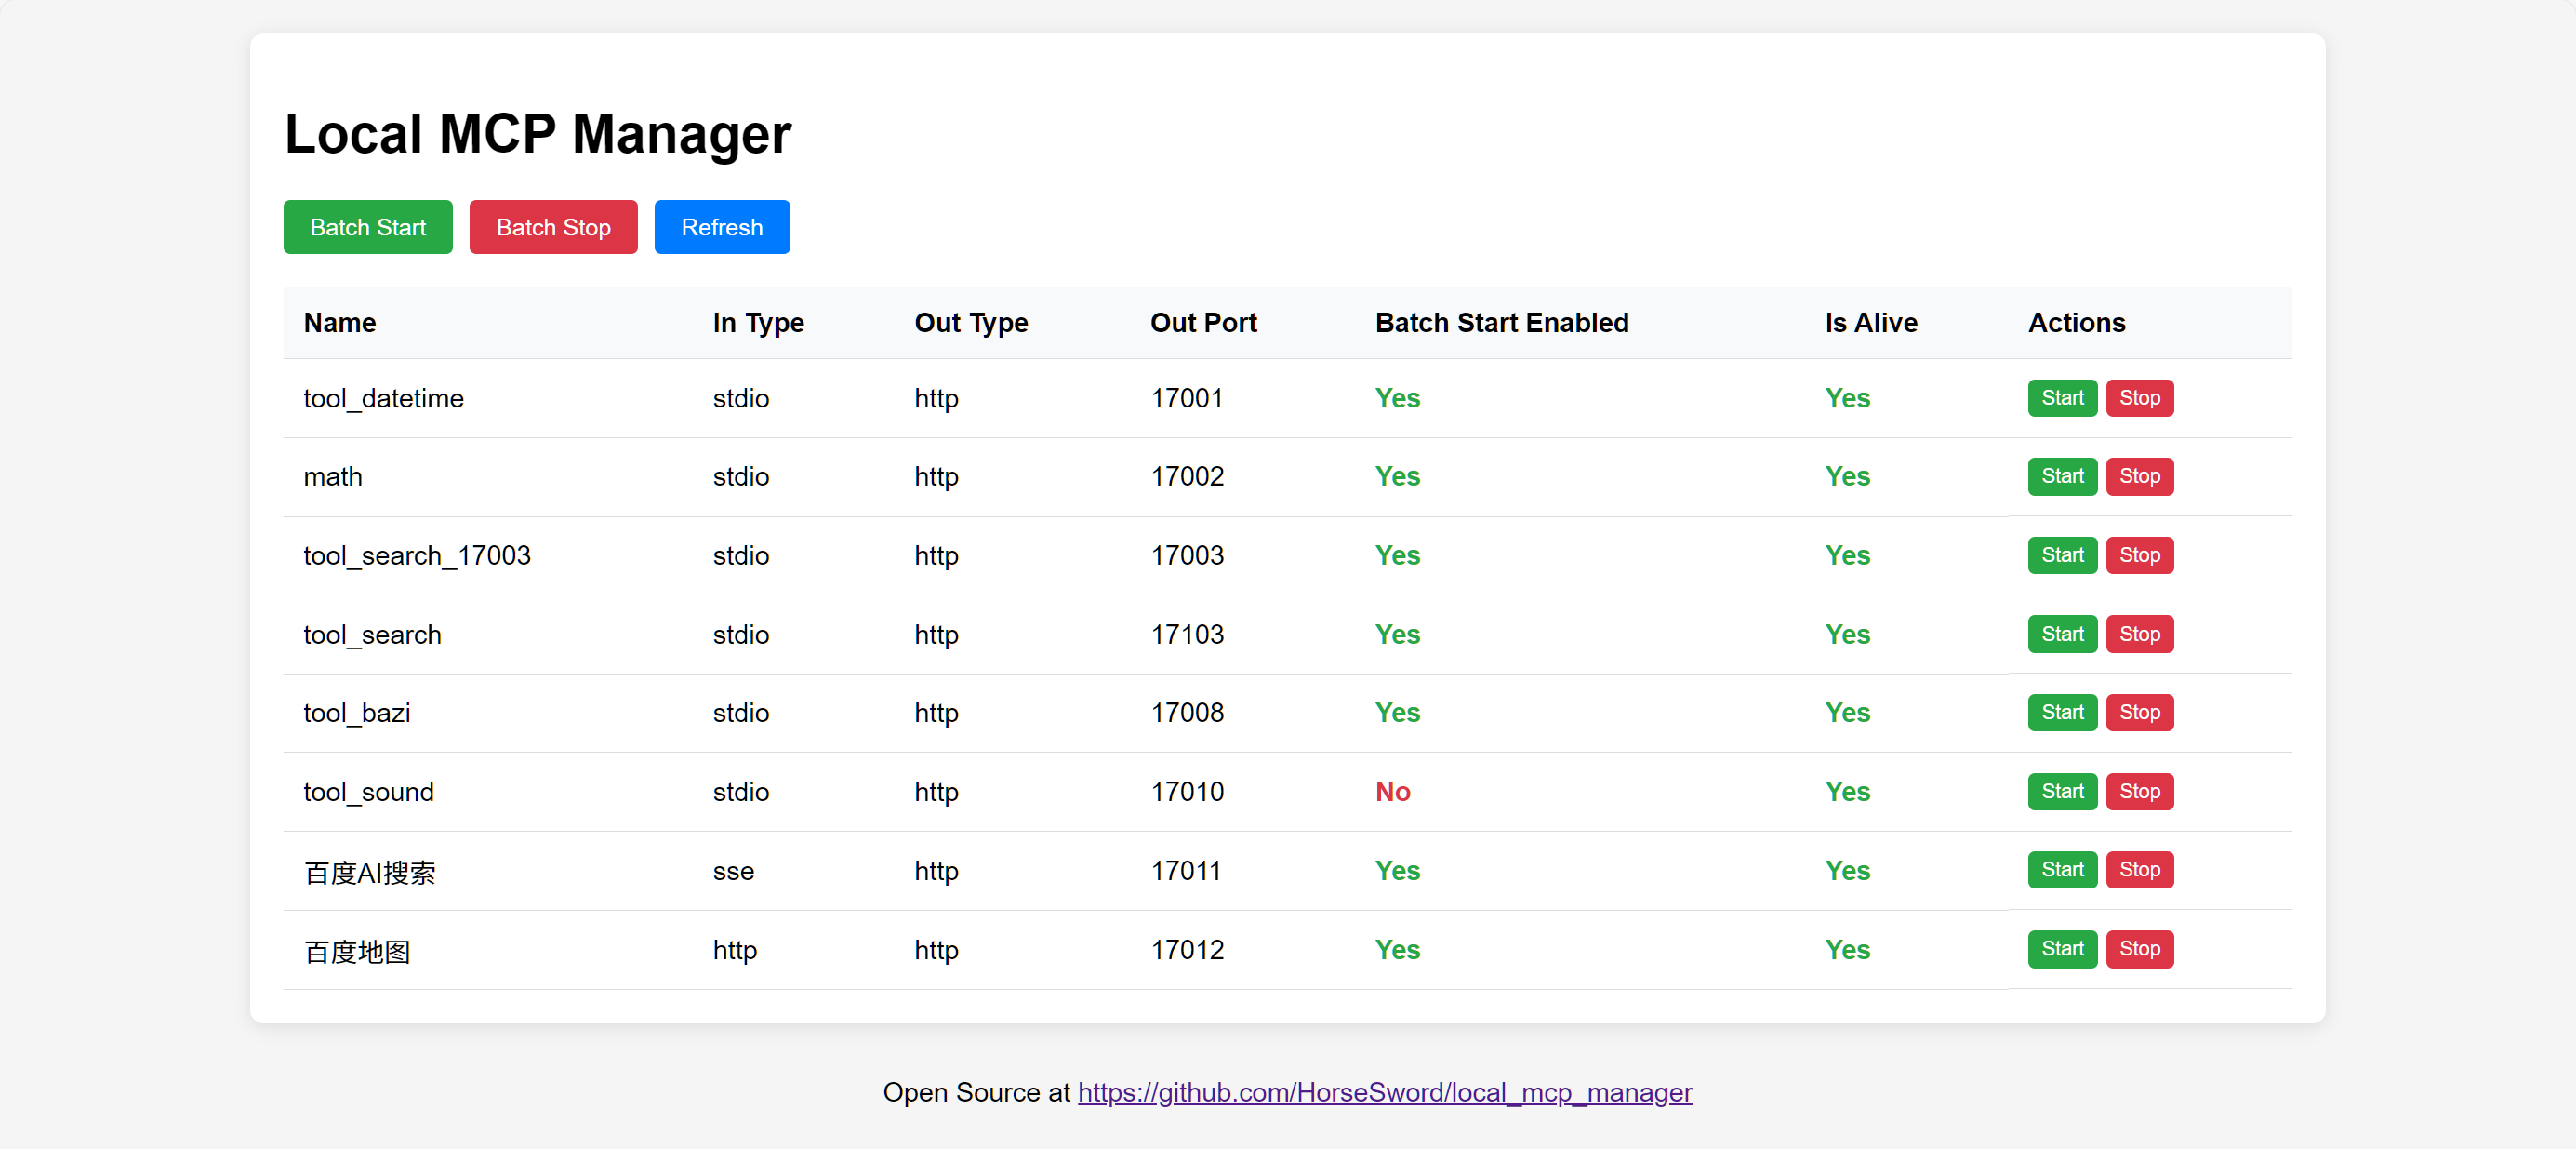 Local MCP Manager
Batch Start Batch Stop Refresh
Name In Type Out Type Out Port Batch Start Enabled Is Alive Actions
tool_datetime stdio http 17001 Yes Yes Start Stop
math stdio http 17002 Yes Yes Start Stop
tool_search_17003 stdio http 17003 Yes Yes Start Stop
tool_search stdio http 17103 Yes Yes Start Stop
tool_bazi stdio http 17008 Yes Yes Start Stop
tool_sound stdio http 17010 No Yes Start Stop
百度AI搜索 sse http 17011 Yes Yes Start Stop
百度地图 http http 17012 Yes Yes Start Stop
Open Source at https://github.com/HorseSword/local_mcp_manager